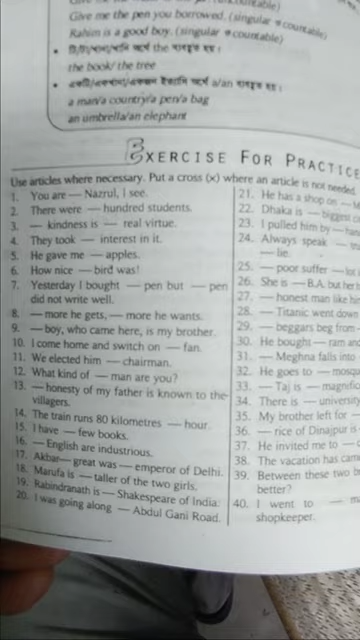 Give me the pen you borrowed. (singular countable)
Rahim is a good boy. (singular countable)
the book/ the tree
a/an
a man/a country/a pen/a bag
an umbrella/an elephant
EXERCISE FOR PRACTICE
Use articles where necessary. Put a cross (×) where an article is not needed.
1. You are — Nazrul, I see.
2. There were — hundred students.
3. — kindness is — real virtue.
4. They took — interest in it.
5. He gave me — apples.
6. How nice — bird was!
7. Yesterday I bought — pen but — pen
did not write well.
8. — more he gets, — more he wants.
9. — boy, who came here, is my brother.
10. I come home and switch on — fan.
11. We elected him — chairman.
12. What kind of — man are you?
13. — honesty of my father is known to the
villagers.
14. The train runs 80 kilometres — hour.
15. I have — few books.
16. — English are industrious.
17. Akbar— great was — emperor of Delhi.
18. Marufa is — taller of the two girls.
19. Rabindranath is — Shakespeare of India.
20. I was going along — Abdul Gani Road.
21. He has a shop on —
22. Dhaka is — biggest
23. I pulled him by —
24. Always speak —
— lie.
25. — poor suffer —
26. She is — B.A. but her
27. — honest man like
28. — Titanic went down
29. — beggars beg from
30. He bought — ram and
31. — Meghna falls into
32. He goes to —
33. — Taj is —
34. There is — university
35. My brother left for —
36. — rice of Dinajpur is
37. He invited me to —
38. The vacation has
39. Between these two
better?
40. I went to —
shopkeeper.